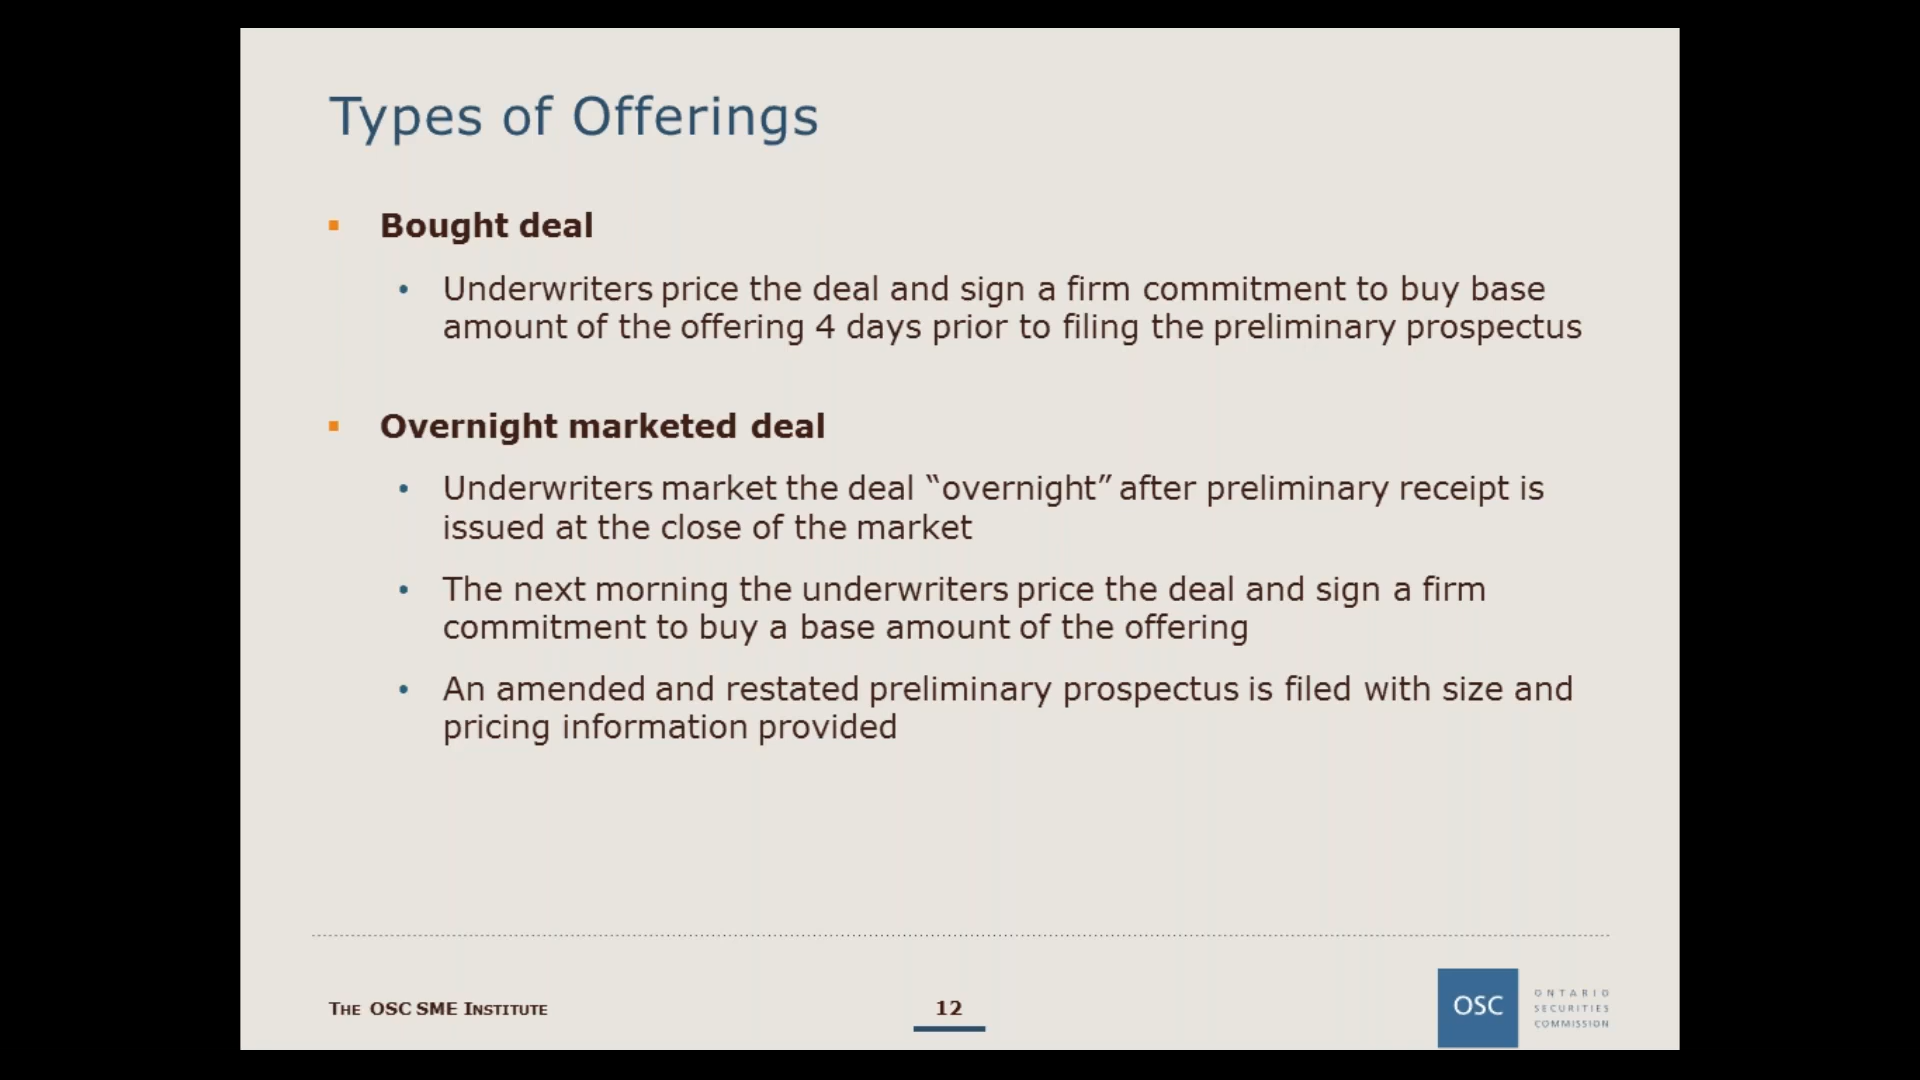 Types of Offerings
Bought deal
Underwriters price the deal and sign a firm commitment to buy base
amount of the offering 4 days prior to filing the preliminary prospectus
Overnight marketed deal
Underwriters market the deal “overnight” after preliminary receipt is
issued at the close of the market
The next morning the underwriters price the deal and sign a firm
commitment to buy a base amount of the offering
An amended and restated preliminary prospectus is filed with size and
pricing information provided
THE OSC SME INSTITUTE
12
OSC
ONTARIO
SECURITIES
COMMISSION